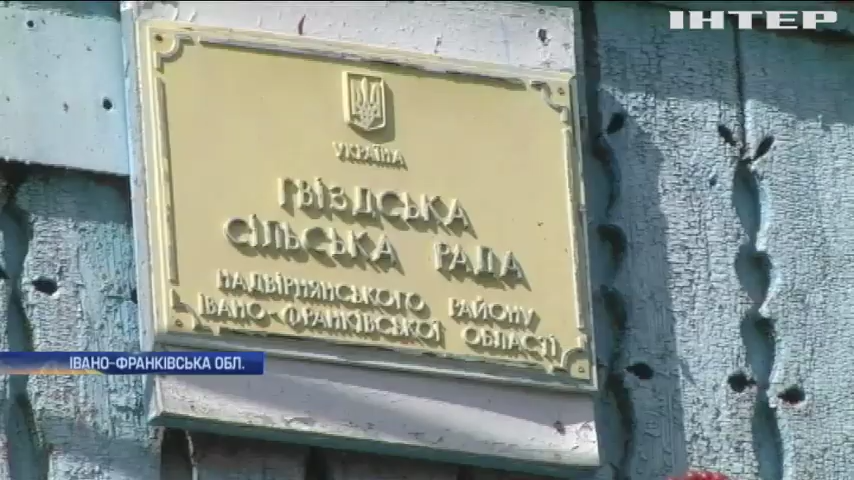 ІНТЕР
УКРАЇНА
ГВІЗДСЬКА
СІЛЬСЬКА РАДА
НАДВІРНЯНСЬКОГО РАЙОНУ
ІВАНО-ФРАНКІВСЬКОЇ ОБЛАСТІ
ІВАНО-ФРАНКІВСЬКА ОБЛ.